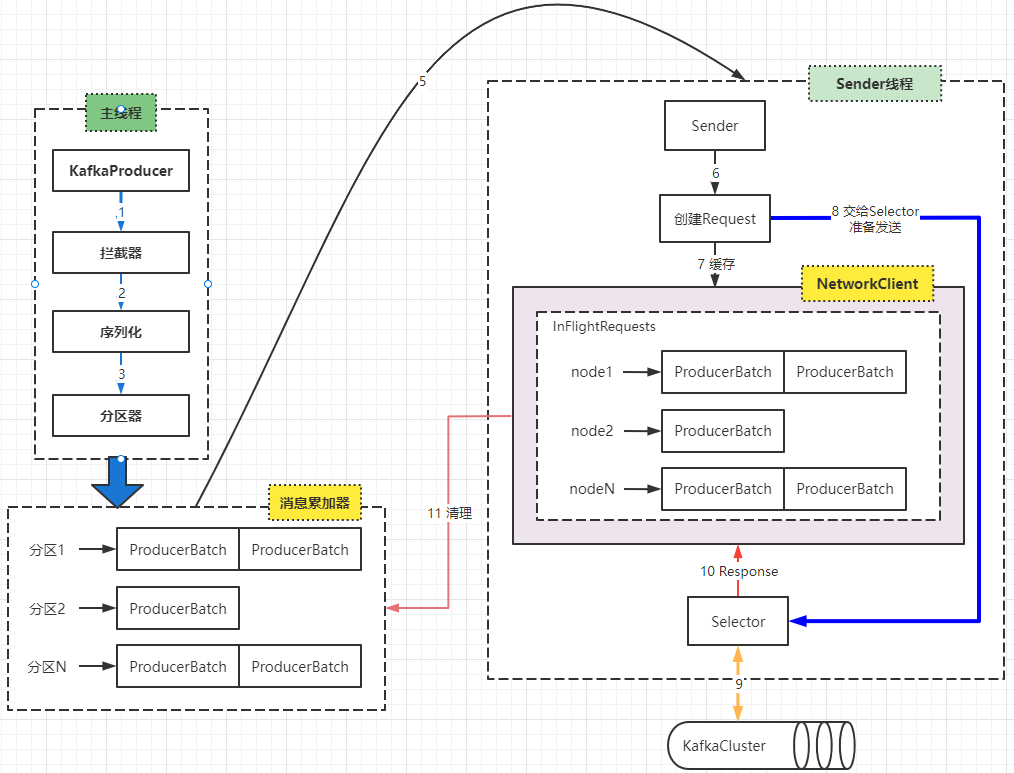 主线程
KafkaProducer
1
拦截器
2
序列化
3
分区器
消息累加器
分区1
ProducerBatch
ProducerBatch
分区2
ProducerBatch
分区N
ProducerBatch
ProducerBatch
5
Sender线程
Sender
6
创建Request
8 交给Selector
准备发送
7 缓存
NetworkClient
InFlightRequests
node1
ProducerBatch
ProducerBatch
node2
ProducerBatch
nodeN
ProducerBatch
ProducerBatch
11 清理
10 Response
Selector
9
KafkaCluster